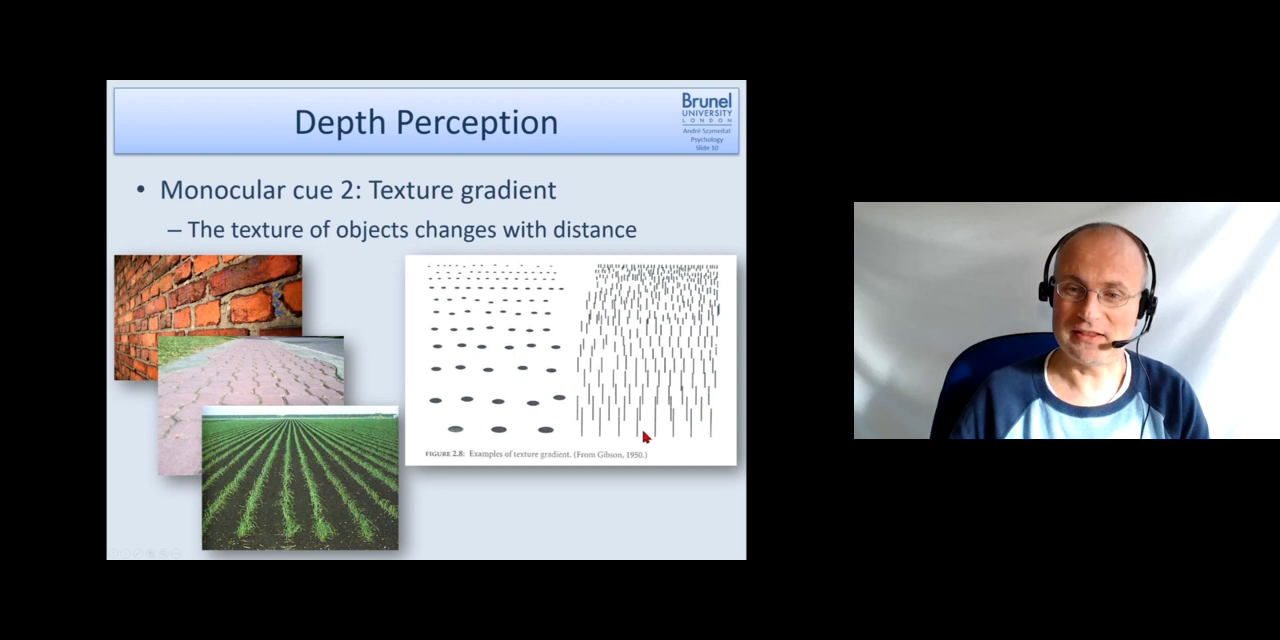 Depth Perception
Brunel
UNIVERSITY
LONDON
André Szameitat
Psychology
Slide 10
• Monocular cue 2: Texture gradient
– The texture of objects changes with distance
FIGURE 2.8: Examples of texture gradient. (From Gibson, 1950.)